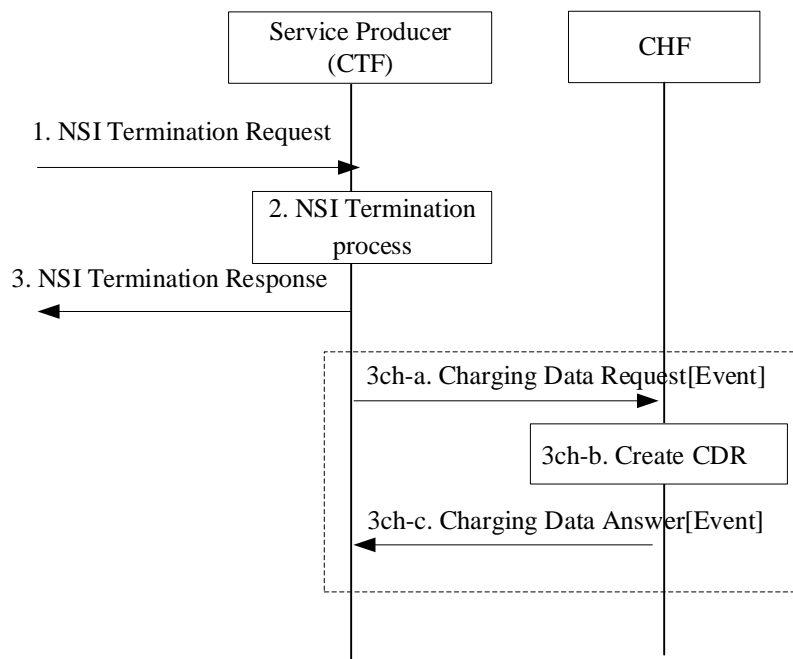 Service Producer
(CTF)
CHF
1. NSI Termination Request
2. NSI Termination
process
3. NSI Termination Response
3ch-a. Charging Data Request[Event]
3ch-b. Create CDR
3ch-c. Charging Data Answer[Event]